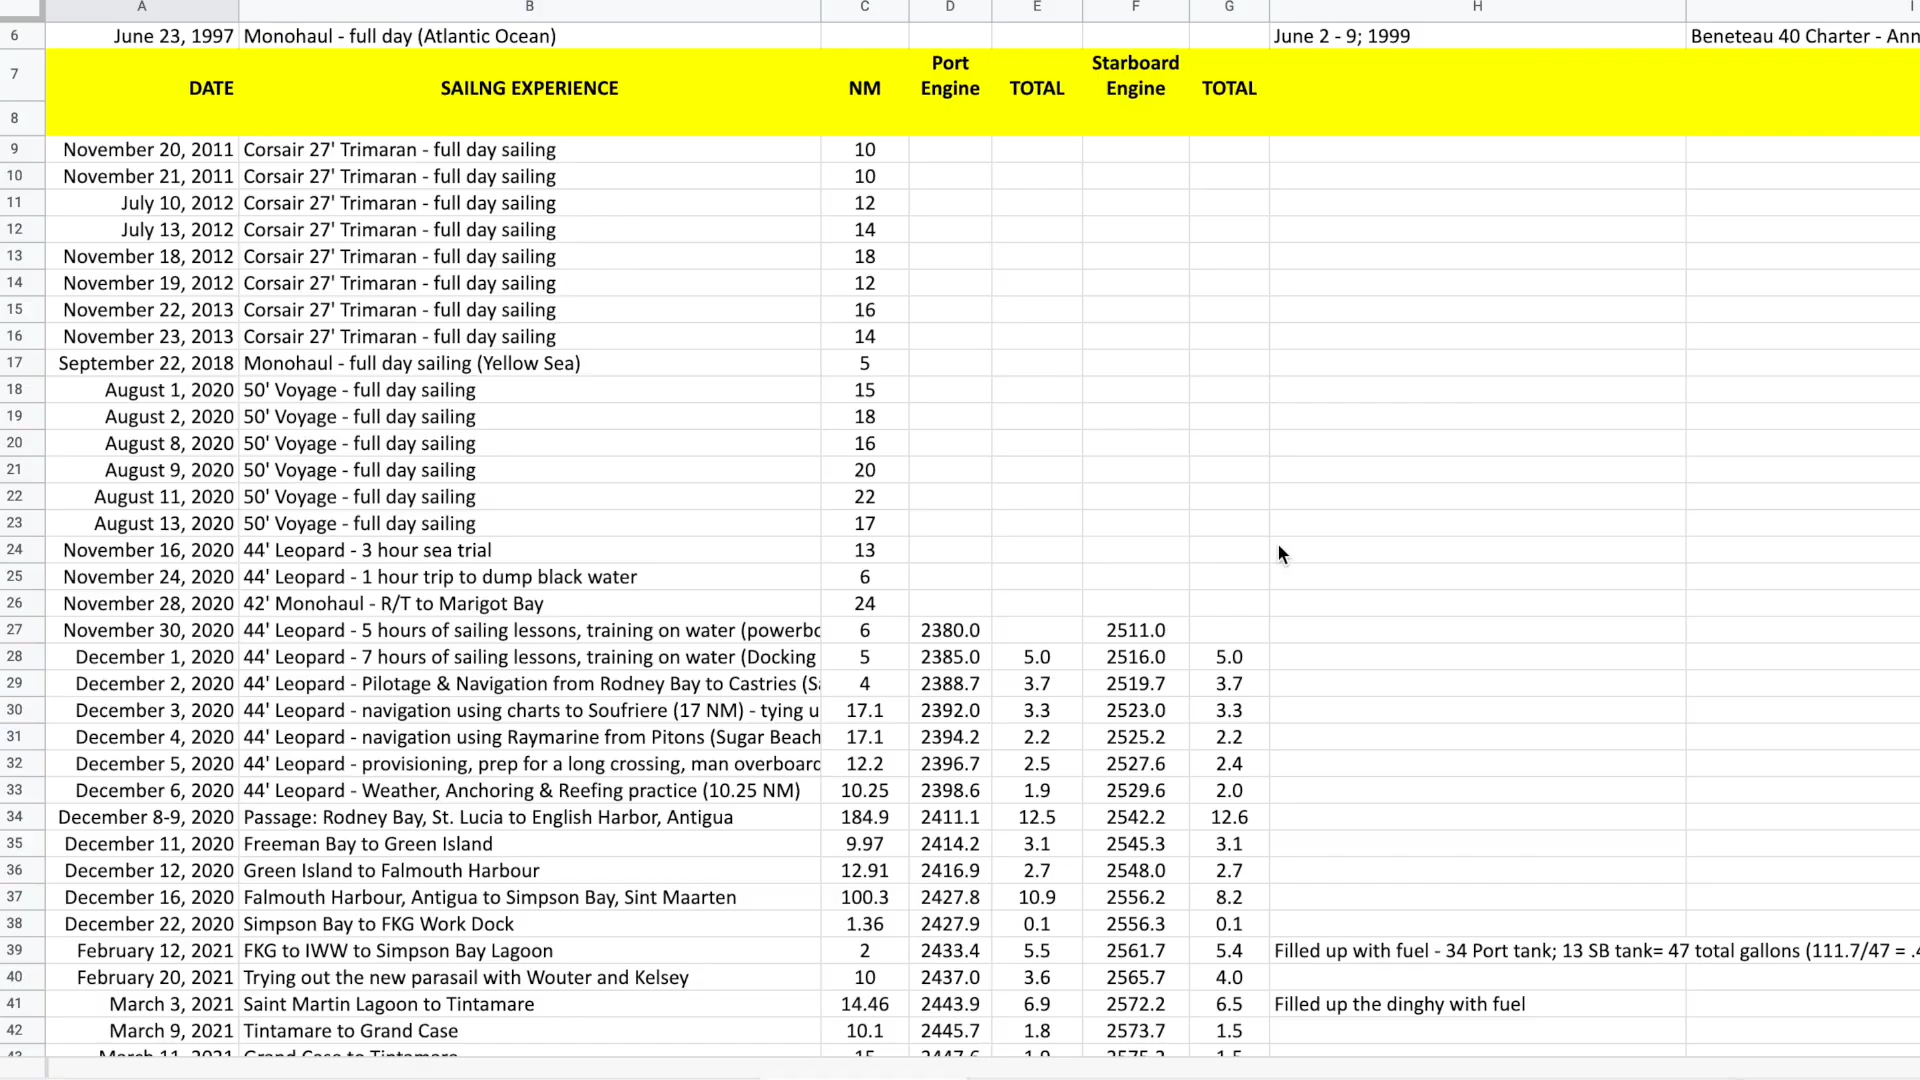 A B C D E F G H I
6 June 23, 1997 Monohaul - full day (Atlantic Ocean) June 2 - 9; 1999 Beneteau 40 Charter - Ann
7 DATE SAILNG EXPERIENCE NM Port Engine TOTAL Starboard Engine TOTAL
8
9 November 20, 2011 Corsair 27' Trimaran - full day sailing 10
10 November 21, 2011 Corsair 27' Trimaran - full day sailing 10
11 July 10, 2012 Corsair 27' Trimaran - full day sailing 12
12 July 13, 2012 Corsair 27' Trimaran - full day sailing 14
13 November 18, 2012 Corsair 27' Trimaran - full day sailing 18
14 November 19, 2012 Corsair 27' Trimaran - full day sailing 12
15 November 22, 2013 Corsair 27' Trimaran - full day sailing 16
16 November 23, 2013 Corsair 27' Trimaran - full day sailing 14
17 September 22, 2018 Monohaul - full day sailing (Yellow Sea) 5
18 August 1, 2020 50' Voyage - full day sailing 15
19 August 2, 2020 50' Voyage - full day sailing 18
20 August 8, 2020 50' Voyage - full day sailing 16
21 August 9, 2020 50' Voyage - full day sailing 20
22 August 11, 2020 50' Voyage - full day sailing 22
23 August 13, 2020 50' Voyage - full day sailing 17
24 November 16, 2020 44' Leopard - 3 hour sea trial 13
25 November 24, 2020 44' Leopard - 1 hour trip to dump black water 6
26 November 28, 2020 42' Monohaul - R/T to Marigot Bay 24
27 November 30, 2020 44' Leopard - 5 hours of sailing lessons, training on water (powerbo 6 2380.0 2511.0
28 December 1, 2020 44' Leopard - 7 hours of sailing lessons, training on water (Docking 5 2385.0 5.0 2516.0 5.0
29 December 2, 2020 44' Leopard - Pilotage & Navigation from Rodney Bay to Castries (Sa 4 2388.7 3.7 2519.7 3.7
30 December 3, 2020 44' Leopard - navigation using charts to Soufriere (17 NM) - tying u 17.1 2392.0 3.3 2523.0 3.3
31 December 4, 2020 44' Leopard - navigation using Raymarine from Pitons (Sugar Beach 17.1 2394.2 2.2 2525.2 2.2
32 December 5, 2020 44' Leopard - provisioning, prep for a long crossing, man overboard 12.2 2396.7 2.5 2527.6 2.4
33 December 6, 2020 44' Leopard - Weather, Anchoring & Reefing practice (10.25 NM) 10.25 2398.6 1.9 2529.6 2.0
34 December 8-9, 2020 Passage: Rodney Bay, St. Lucia to English Harbor, Antigua 184.9 2411.1 12.5 2542.2 12.6
35 December 11, 2020 Freeman Bay to Green Island 9.97 2414.2 3.1 2545.3 3.1
36 December 12, 2020 Green Island to Falmouth Harbour 12.91 2416.9 2.7 2548.0 2.7
37 December 16, 2020 Falmouth Harbour, Antigua to Simpson Bay, Sint Maarten 100.3 2427.8 10.9 2556.2 8.2
38 December 22, 2020 Simpson Bay to FKG Work Dock 1.36 2427.9 0.1 2556.3 0.1
39 February 12, 2021 FKG to IWW to Simpson Bay Lagoon 2 2433.4 5.5 2561.7 5.4 Filled up with fuel - 34 Port tank; 13 SB tank= 47 total gallons (111.7/47 = .4
40 February 20, 2021 Trying out the new parasail with Wouter and Kelsey 10 2437.0 3.6 2565.7 4.0
41 March 3, 2021 Saint Martin Lagoon to Tintamare 14.46 2443.9 6.9 2572.2 6.5 Filled up the dinghy with fuel
42 March 9, 2021 Tintamare to Grand Case 10.1 2445.7 1.8 2573.7 1.5
43 March 11, 2021 Grand Case to Tintamare 15 2447.6 1.9 2575.2 1.5